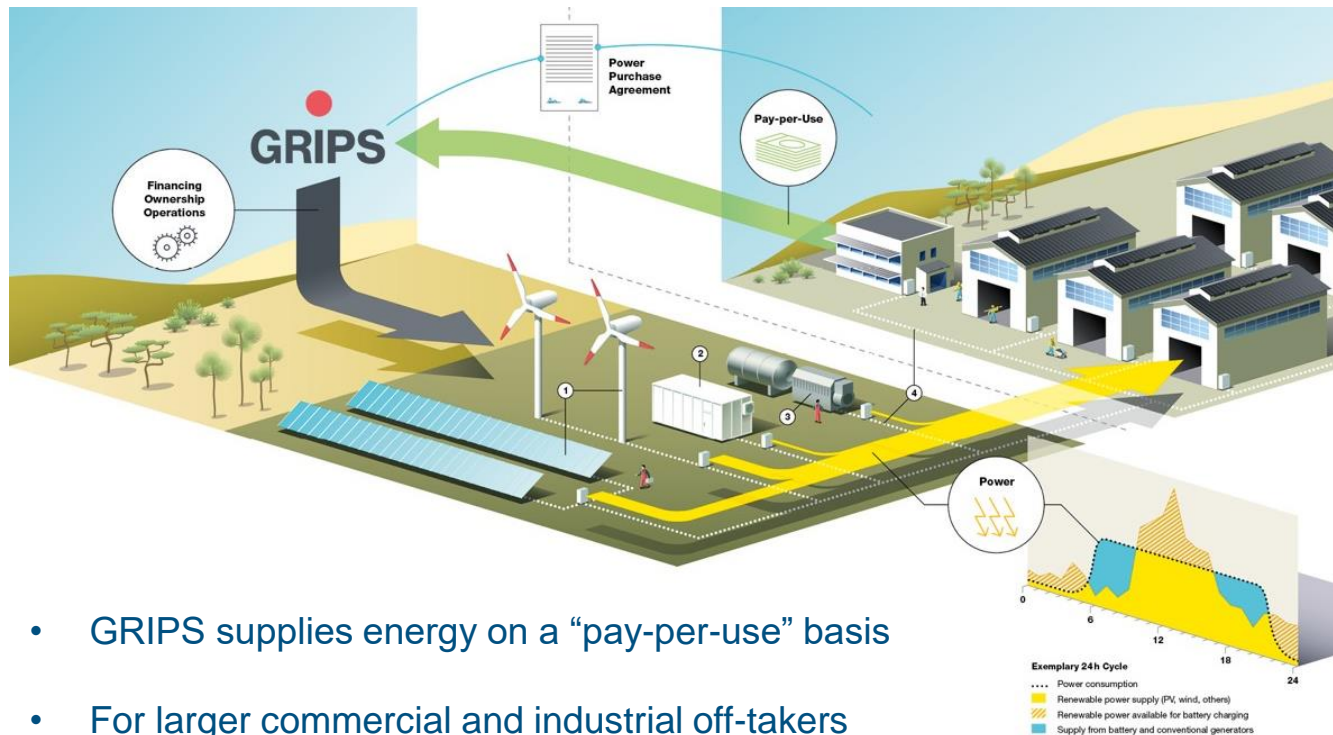 Power
Purchase
Agreement
GRIPS
Pay-per-Use
Financing
Ownership
Operations
1
2
3
4
Power
0
6
12
18
24
• GRIPS supplies energy on a “pay-per-use” basis
• For larger commercial and industrial off-takers
Exemplary 24h Cycle
Power consumption
Renewable power supply (PV, wind, others)
Renewable power available for battery charging
Supply from battery and conventional generators